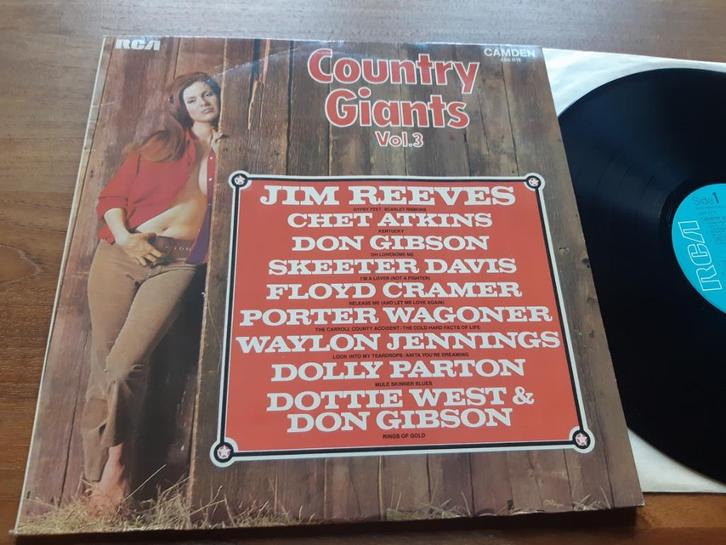 RCA
CAMDEN
Country
Giants
Vol.3
JIM REEVES
GYPSY FEET · SCARLET RIBBONS
CHET ATKINS
KENTUCKY
DON GIBSON
OH LONESOME ME
SKEETER DAVIS
I'M A LOVER (NOT A FIGHTER)
FLOYD CRAMER
RELEASE ME (AND LET ME LOVE AGAIN)
PORTER WAGONER
THE CARROLL COUNTY ACCIDENT · THE COLD HARD FACTS OF LIFE
WAYLON JENNINGS
LOOK INTO MY TEARDROPS · ANITA YOU'RE DREAMING
DOLLY PARTON
MULE SKINNER BLUES
DOTTIE WEST &
DON GIBSON
RINGS OF GOLD
Side 1
RCA